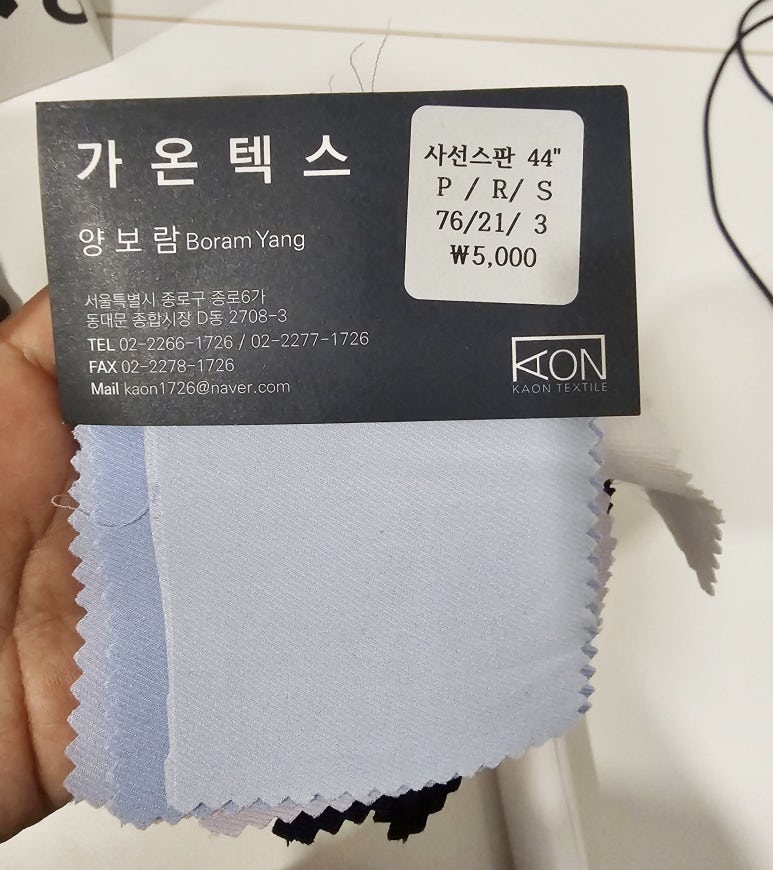 가온텍스
양보람 Boram Yang
서울특별시 종로구 종로6가
동대문 종합시장 D동 2708-3
TEL 02-2266-1726 / 02-2277-1726
FAX 02-2278-1726
Mail kaon1726@naver.com
사선스판 44"
P / R/ S
76/21/ 3
₩5,000
KAON
KAON TEXTILE